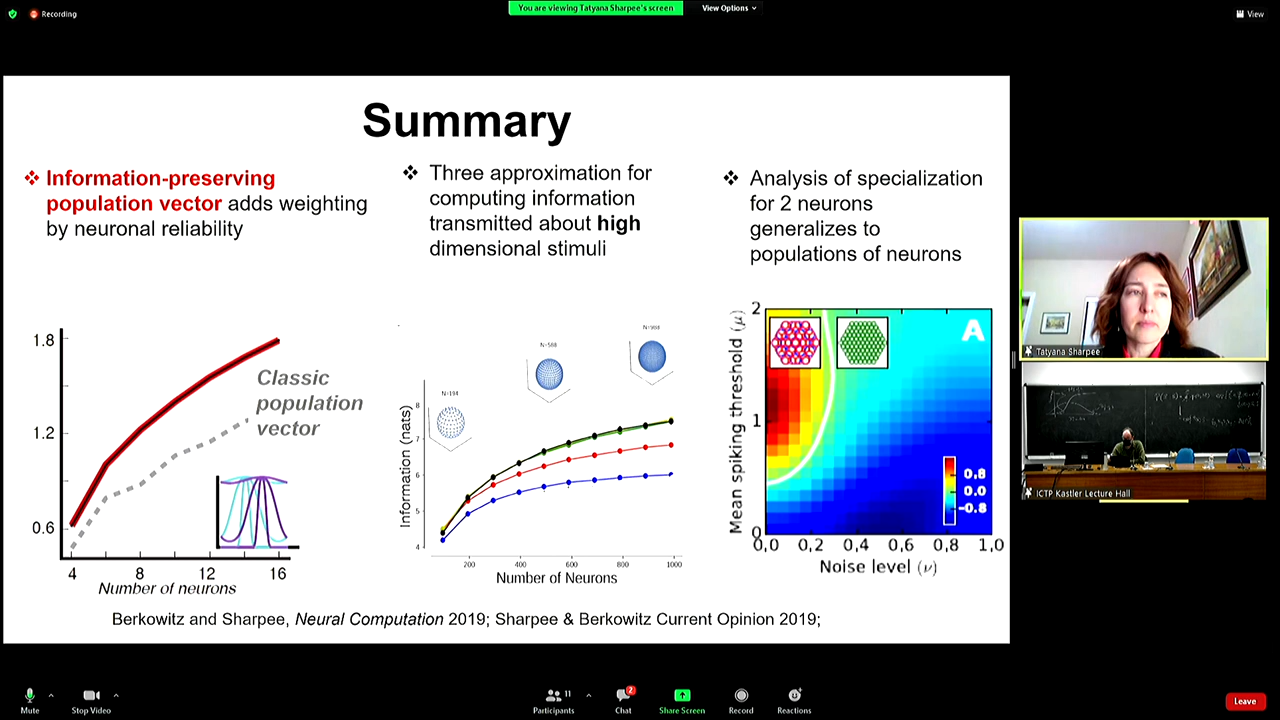 Recording
You are viewing Tatyana Sharpee's screen
View Options
View
Summary
❖ Information-preserving
population vector adds weighting
by neuronal reliability
❖ Three approximation for
computing information
transmitted about high
dimensional stimuli
❖ Analysis of specialization
for 2 neurons
generalizes to
populations of neurons
1.8
1.2
0.6
4 8 12 16
Number of neurons
Classic
population
vector
N=194
N=588
Information (nats)
8
7
6
5
4
200 400 600 800 1000
Number of Neurons
Mean spiking threshold (μ)
2
1
0
A
0.8
0.0
-0.8
0,0 0,2 0,4 0,6 0,8 1,0
Noise level (ν)
Berkowitz and Sharpee, Neural Computation 2019; Sharpee & Berkowitz Current Opinion 2019;
Tatyana Sharpee
ICTP Kastler Lecture Hall
Mute
Stop Video
Participants
11
Chat
2
Share Screen
Record
Reactions
Leave